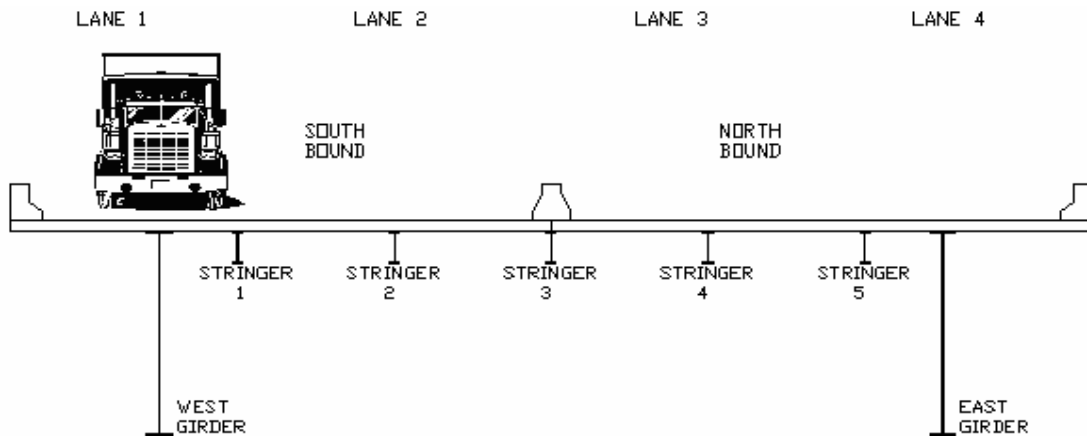 LANE 1 LANE 2 LANE 3 LANE 4
SOUTH
BOUND
NORTH
BOUND
STRINGER
1
STRINGER
2
STRINGER
3
STRINGER
4
STRINGER
5
WEST
GIRDER
EAST
GIRDER